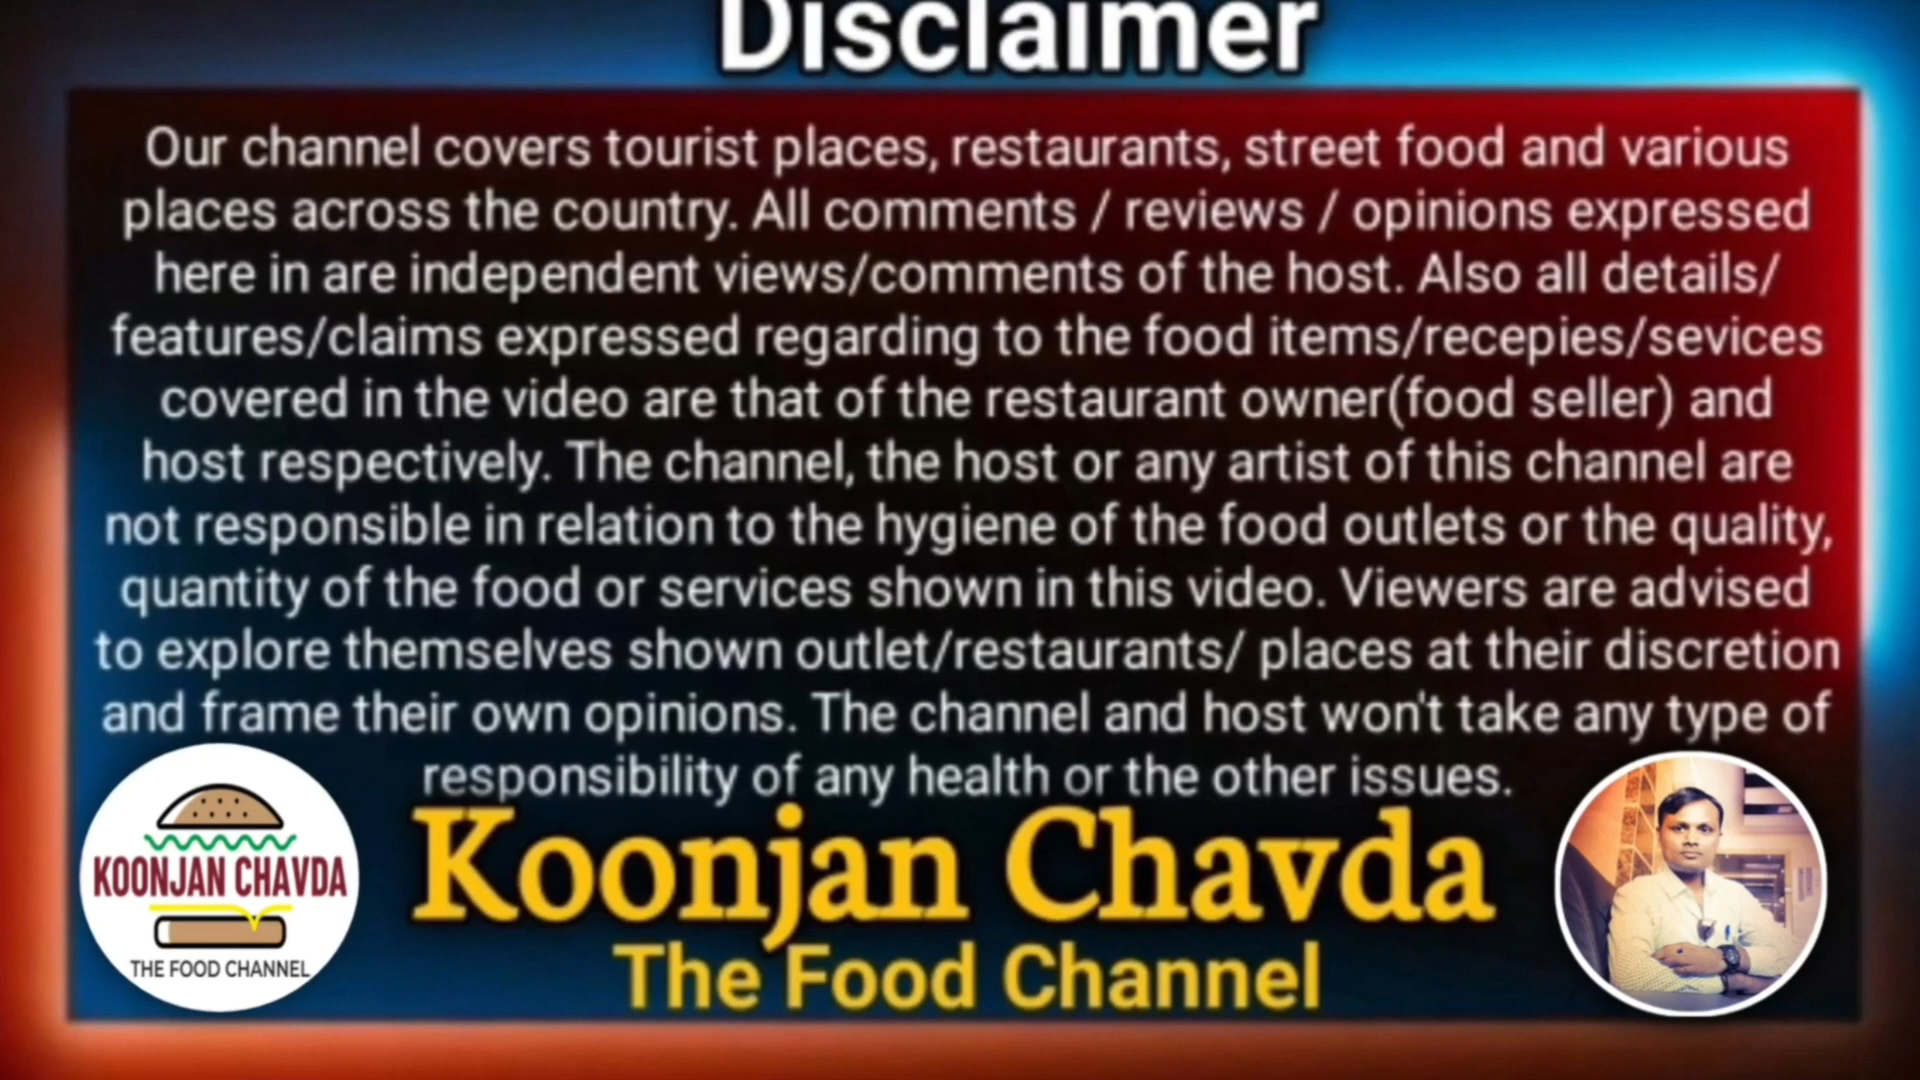 Disclaimer
Our channel covers tourist places, restaurants, street food and various
places across the country. All comments / reviews / opinions expressed
here in are independent views/comments of the host. Also all details/
features/claims expressed regarding to the food items/recepies/sevices
covered in the video are that of the restaurant owner(food seller) and
host respectively. The channel, the host or any artist of this channel are
not responsible in relation to the hygiene of the food outlets or the quality,
quantity of the food or services shown in this video. Viewers are advised
to explore themselves shown outlet/restaurants/ places at their discretion
and frame their own opinions. The channel and host won't take any type of
responsibility of any health or the other issues.
KOONJAN CHAVDA
THE FOOD CHANNEL
Koonjan Chavda
The Food Channel